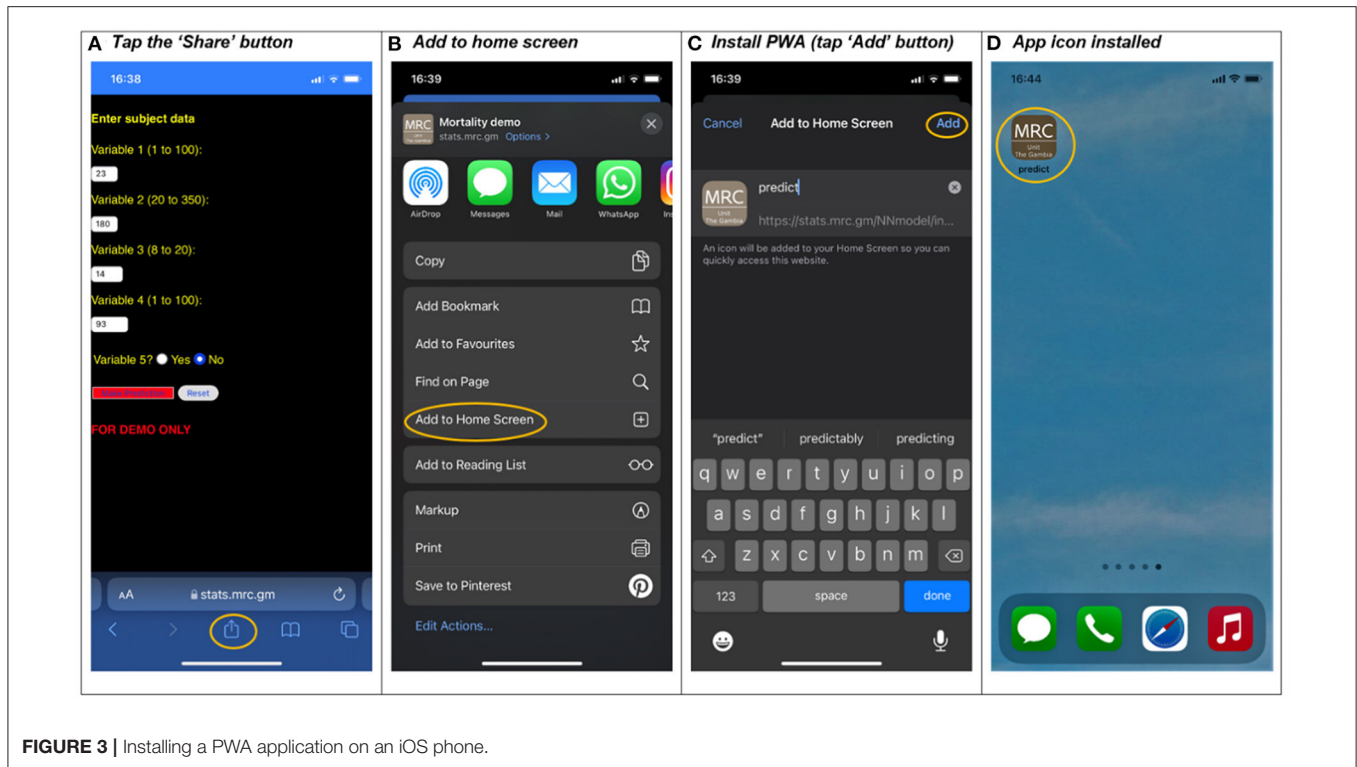 A Tap the 'Share' button
16:38
Enter subject data
Variable 1 (1 to 100):
23
Variable 2 (20 to 350):
180
Variable 3 (8 to 20):
14
Variable 4 (1 to 100):
93
Variable 5? Yes No
Reset
FOR DEMO ONLY
AA stats.mrc.gm
B Add to home screen
16:39
MRC
Unit
The Gambia
Mortality demo
stats.mrc.gm Options >
AirDrop Messages Mail WhatsApp Ins
Copy
Add Bookmark
Add to Favourites
Find on Page
Add to Home Screen
Add to Reading List
Markup
Print
Save to Pinterest
Edit Actions...
C Install PWA (tap 'Add' button)
16:39
Cancel Add to Home Screen Add
MRC
Unit
The Gambia
predict
https://stats.mrc.gm/NNmodel/in...
An icon will be added to your Home Screen so you can
quickly access this website.
"predict" predictably predicting
q w e r t y u i o p
a s d f g h j k l
z x c v b n m
123 space done
D App icon installed
16:44
MRC
Unit
The Gambia
predict
FIGURE 3 | Installing a PWA application on an iOS phone.